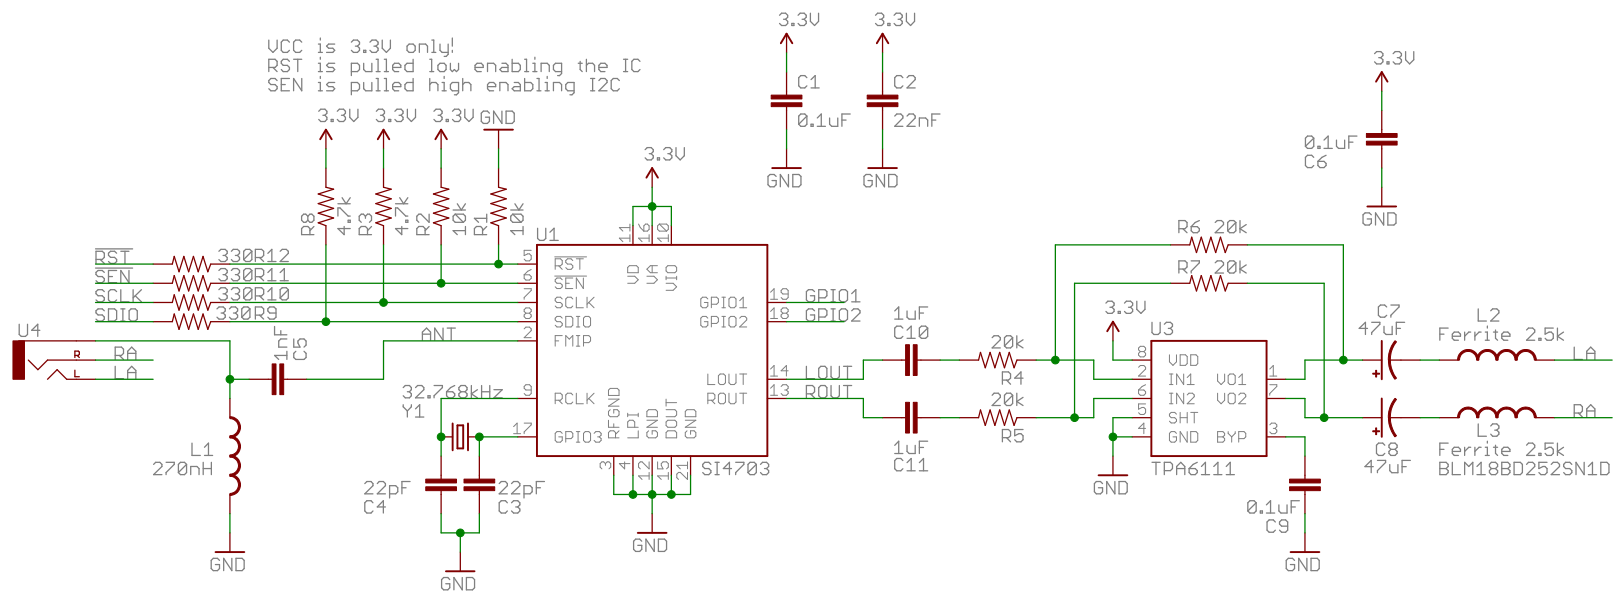 VCC is 3.3V only!
RST is pulled low enabling the IC
SEN is pulled high enabling I2C
3.3V
3.3V
3.3V
GND
R8
4.7k
R3
4.7k
R2
10k
R1
10k
RST
330R12
SEN
330R11
SCLK
330R10
SDIO
330R9
U4
R
RA
L
LA
1nF
C5
ANT
L1
270nH
GND
32.768kHz
Y1
22pF
C4
22pF
C3
GND
3.3V
U1
11
16
10
VD
VA
VIO
5
RST
6
SEN
7
SCLK
8
SDIO
2
FMIP
9
RCLK
17
GPIO3
GPIO1
19
GPIO1
GPIO2
18
GPIO2
LOUT
14
LOUT
ROUT
13
ROUT
RFGND
LPI
GND
DOUT
GND
3
4
12
15
21
SI4703
GND
3.3V
C1
0.1uF
GND
3.3V
C2
22nF
GND
3.3V
0.1uF
C6
GND
1uF
C10
1uF
C11
20k
R4
20k
R5
R6 20k
R7 20k
3.3V
U3
8
VDD
2
IN1
6
IN2
5
SHT
4
GND
VO1
1
VO2
7
BYP
3
TPA6111
GND
0.1uF
C9
GND
C7
47uF
+
C8
47uF
+
L2
Ferrite 2.5k
LA
L3
Ferrite 2.5k
BLM18BD252SN1D
RA